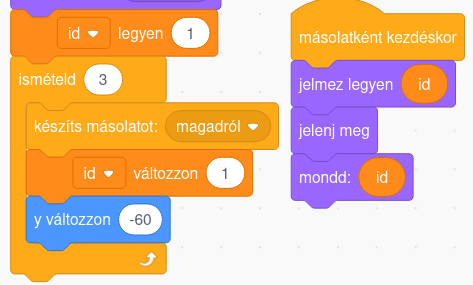 id legyen 1
ismételd 3
készíts másolatot: magadról
id változzon 1
y változzon -60
másolatként kezdéskor
jelmez legyen id
jelenj meg
mondd: id